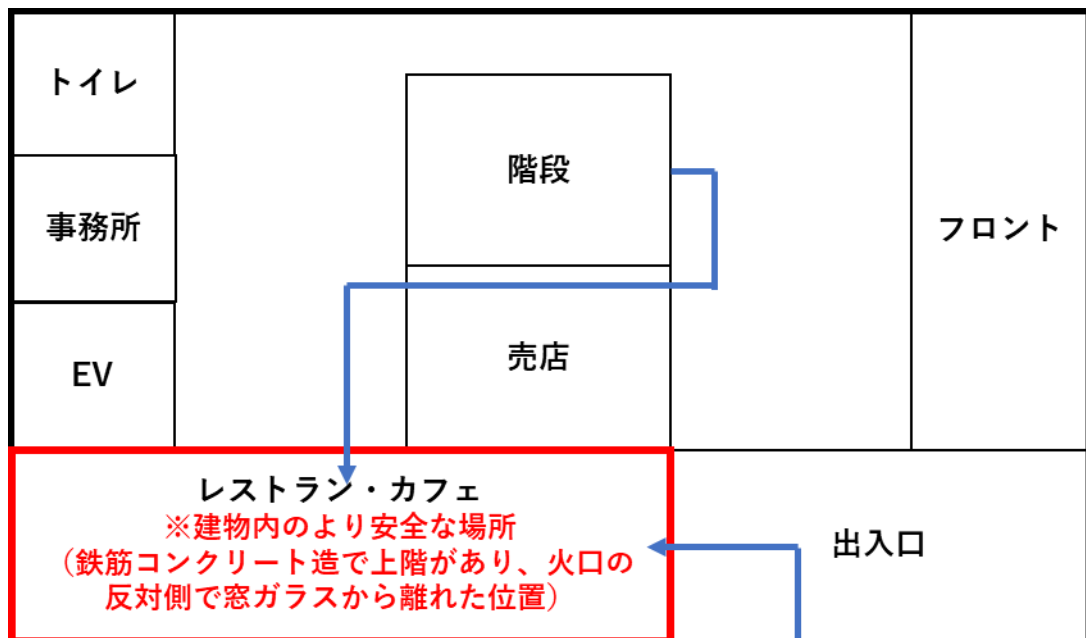 トイレ
階段
事務所
フロント
売店
EV
レストラン・カフェ
※建物内のより安全な場所
（鉄筋コンクリート造で上階があり、火口の
反対側で窓ガラスから離れた位置）
出入口